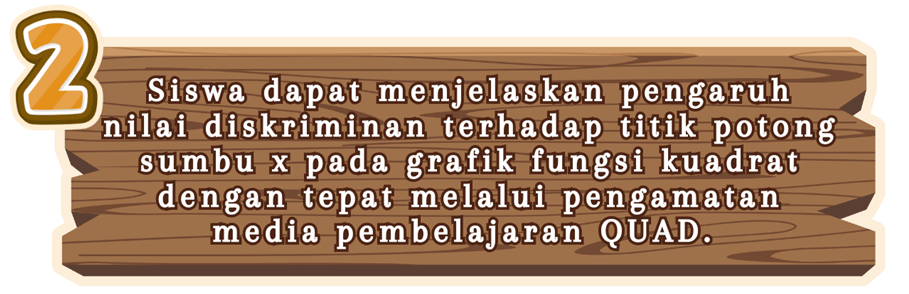 2
Siswa dapat menjelaskan pengaruh
nilai diskriminan terhadap titik potong
sumbu x pada grafik fungsi kuadrat
dengan tepat melalui pengamatan
media pembelajaran QUAD.